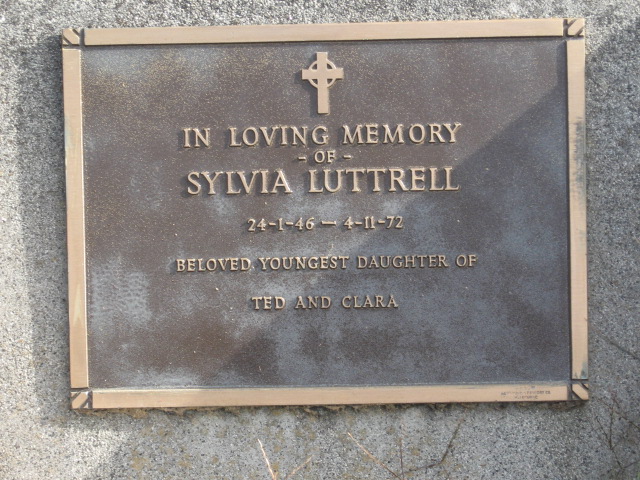 IN LOVING MEMORY
- OF -
SYLVIA LUTTRELL
24-1-46 — 4-11-72
BELOVED YOUNGEST DAUGHTER OF
TED AND CLARA